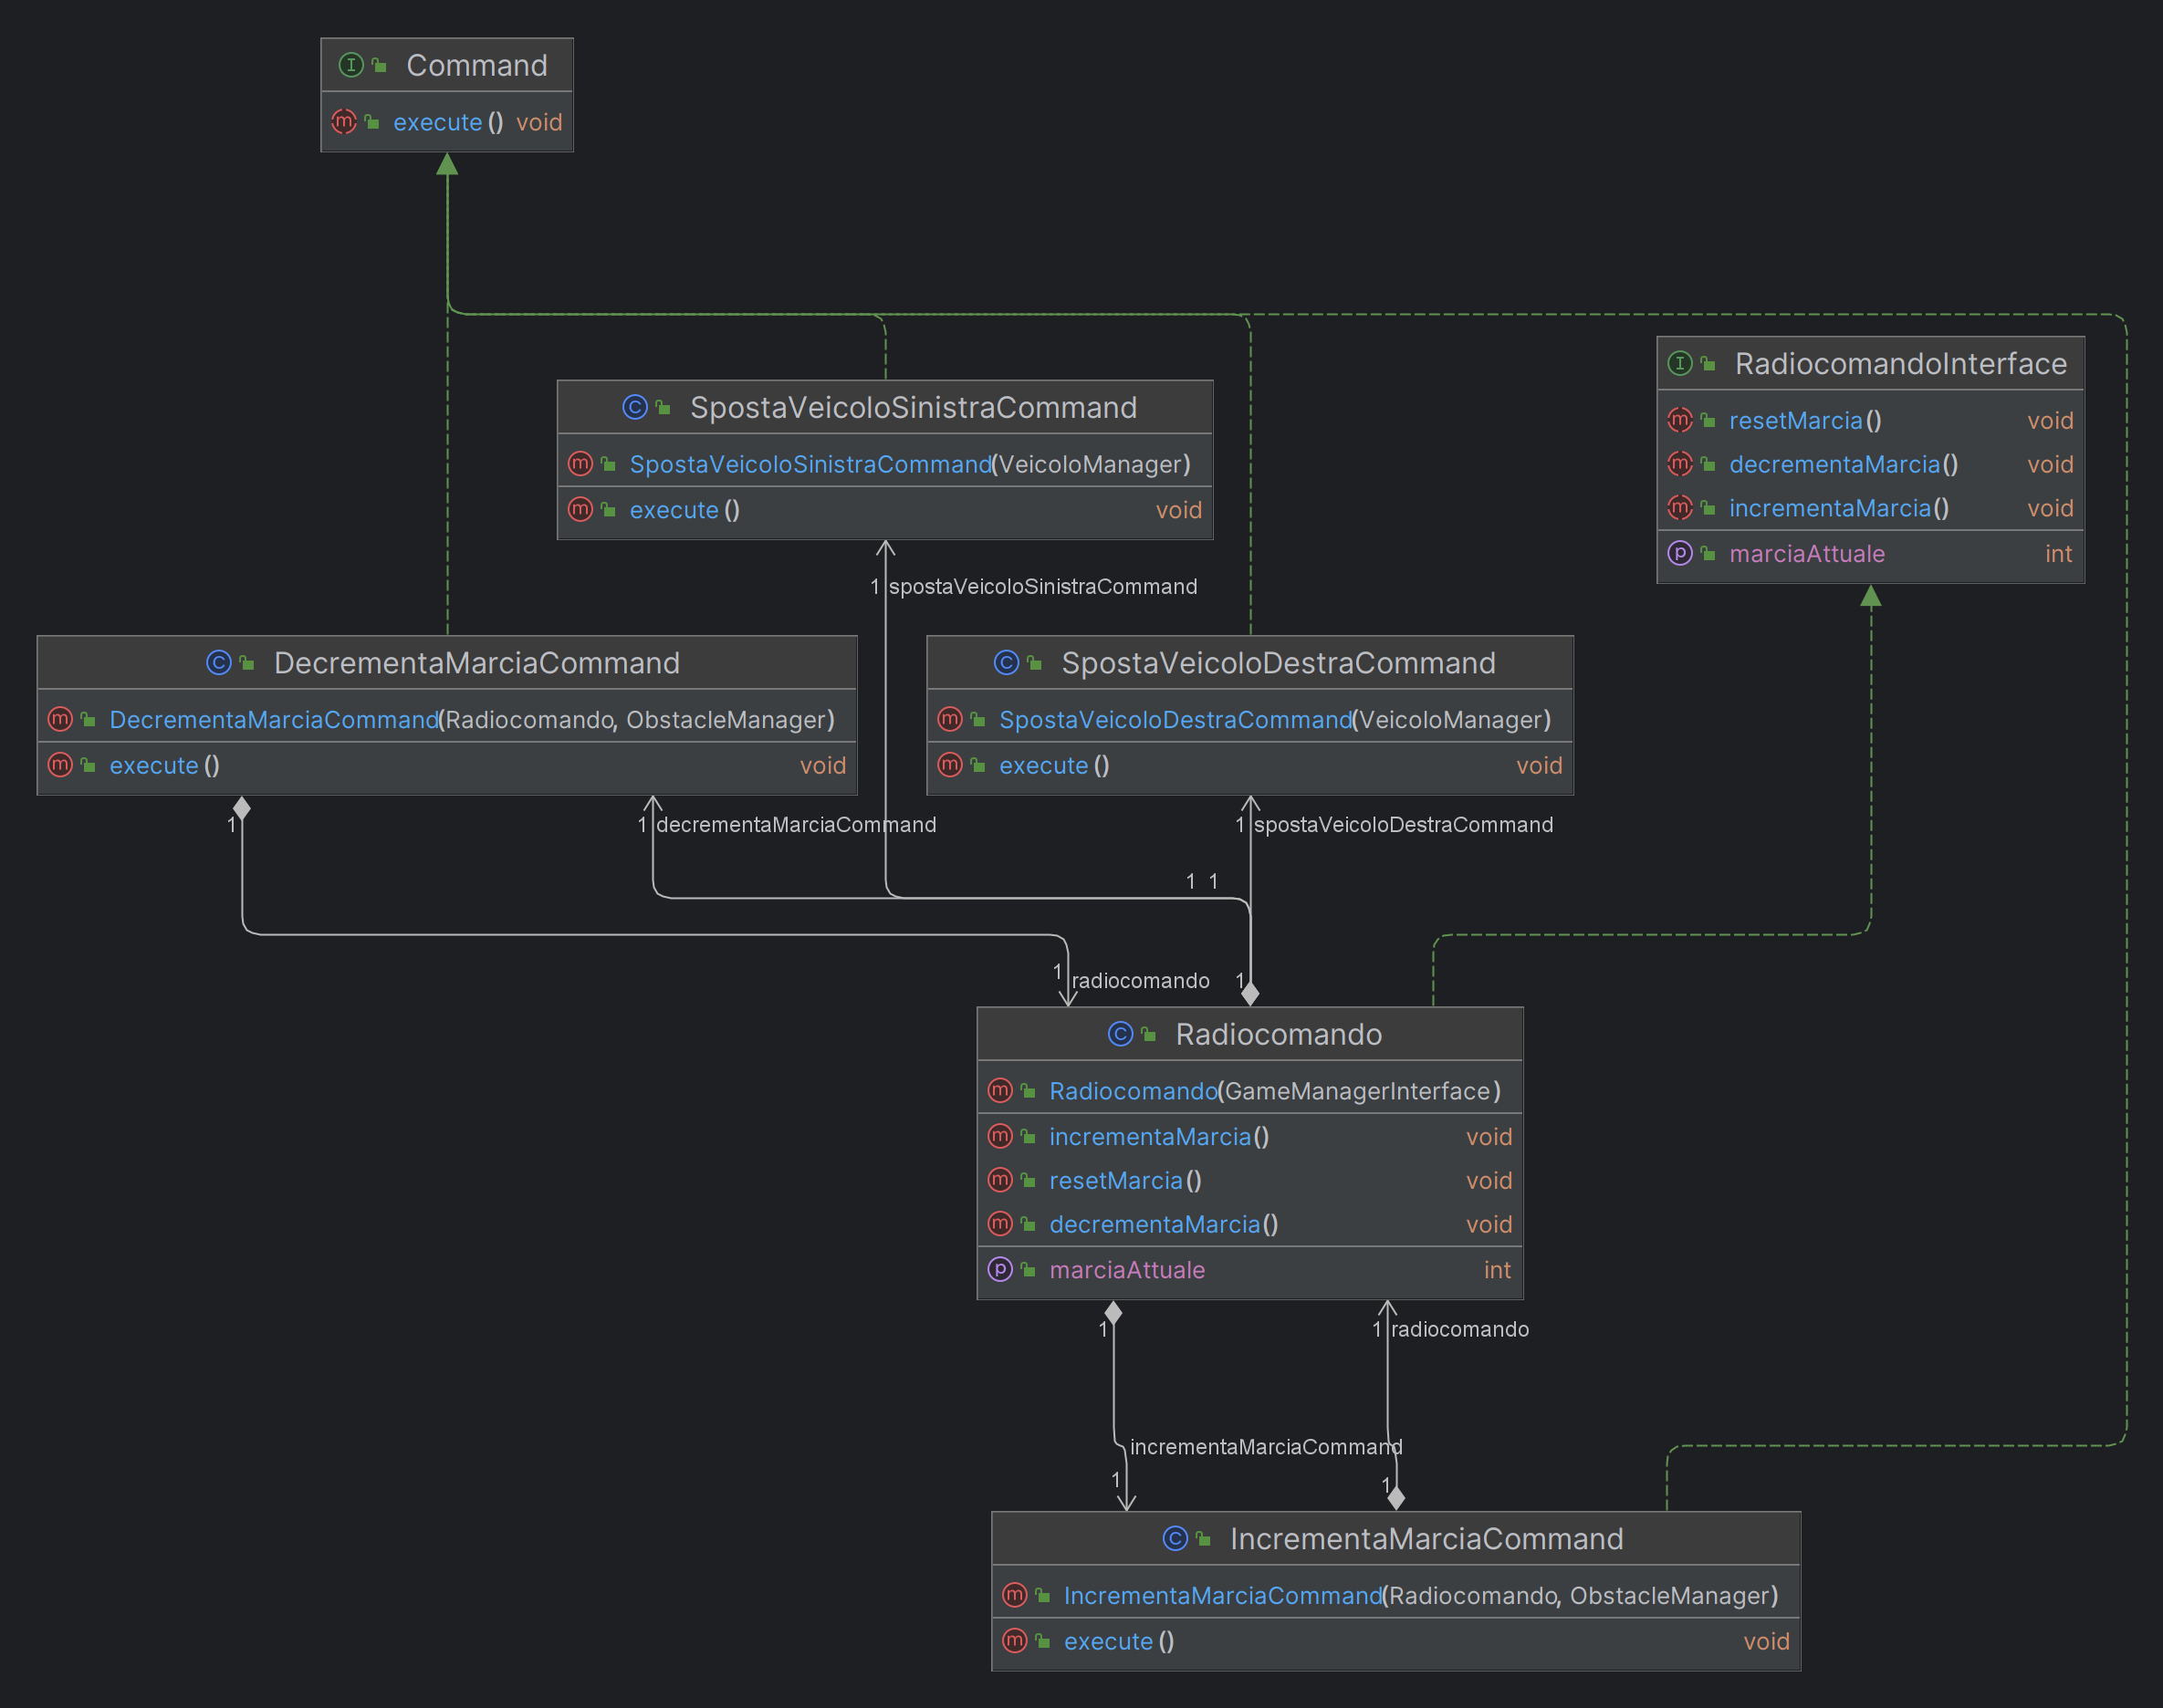 Command
execute() void
RadiocomandoInterface
resetMarcia() void
decrementaMarcia() void
incrementaMarcia() void
marciaAttuale int
SpostaVeicoloSinistraCommand
SpostaVeicoloSinistraCommand(VeicoloManager)
execute() void
1 spostaVeicoloSinistraCommand
DecrementaMarciaCommand
DecrementaMarciaCommand(Radiocomando, ObstacleManager)
execute() void
SpostaVeicoloDestraCommand
SpostaVeicoloDestraCommand(VeicoloManager)
execute() void
1
1 decrementaMarciaCommand
1 spostaVeicoloDestraCommand
1 1
1 radiocomando
1
Radiocomando
Radiocomando(GameManagerInterface)
incrementaMarcia() void
resetMarcia() void
decrementaMarcia() void
marciaAttuale int
1
1 radiocomando
incrementaMarciaCommand
1
1
IncrementaMarciaCommand
IncrementaMarciaCommand(Radiocomando, ObstacleManager)
execute() void